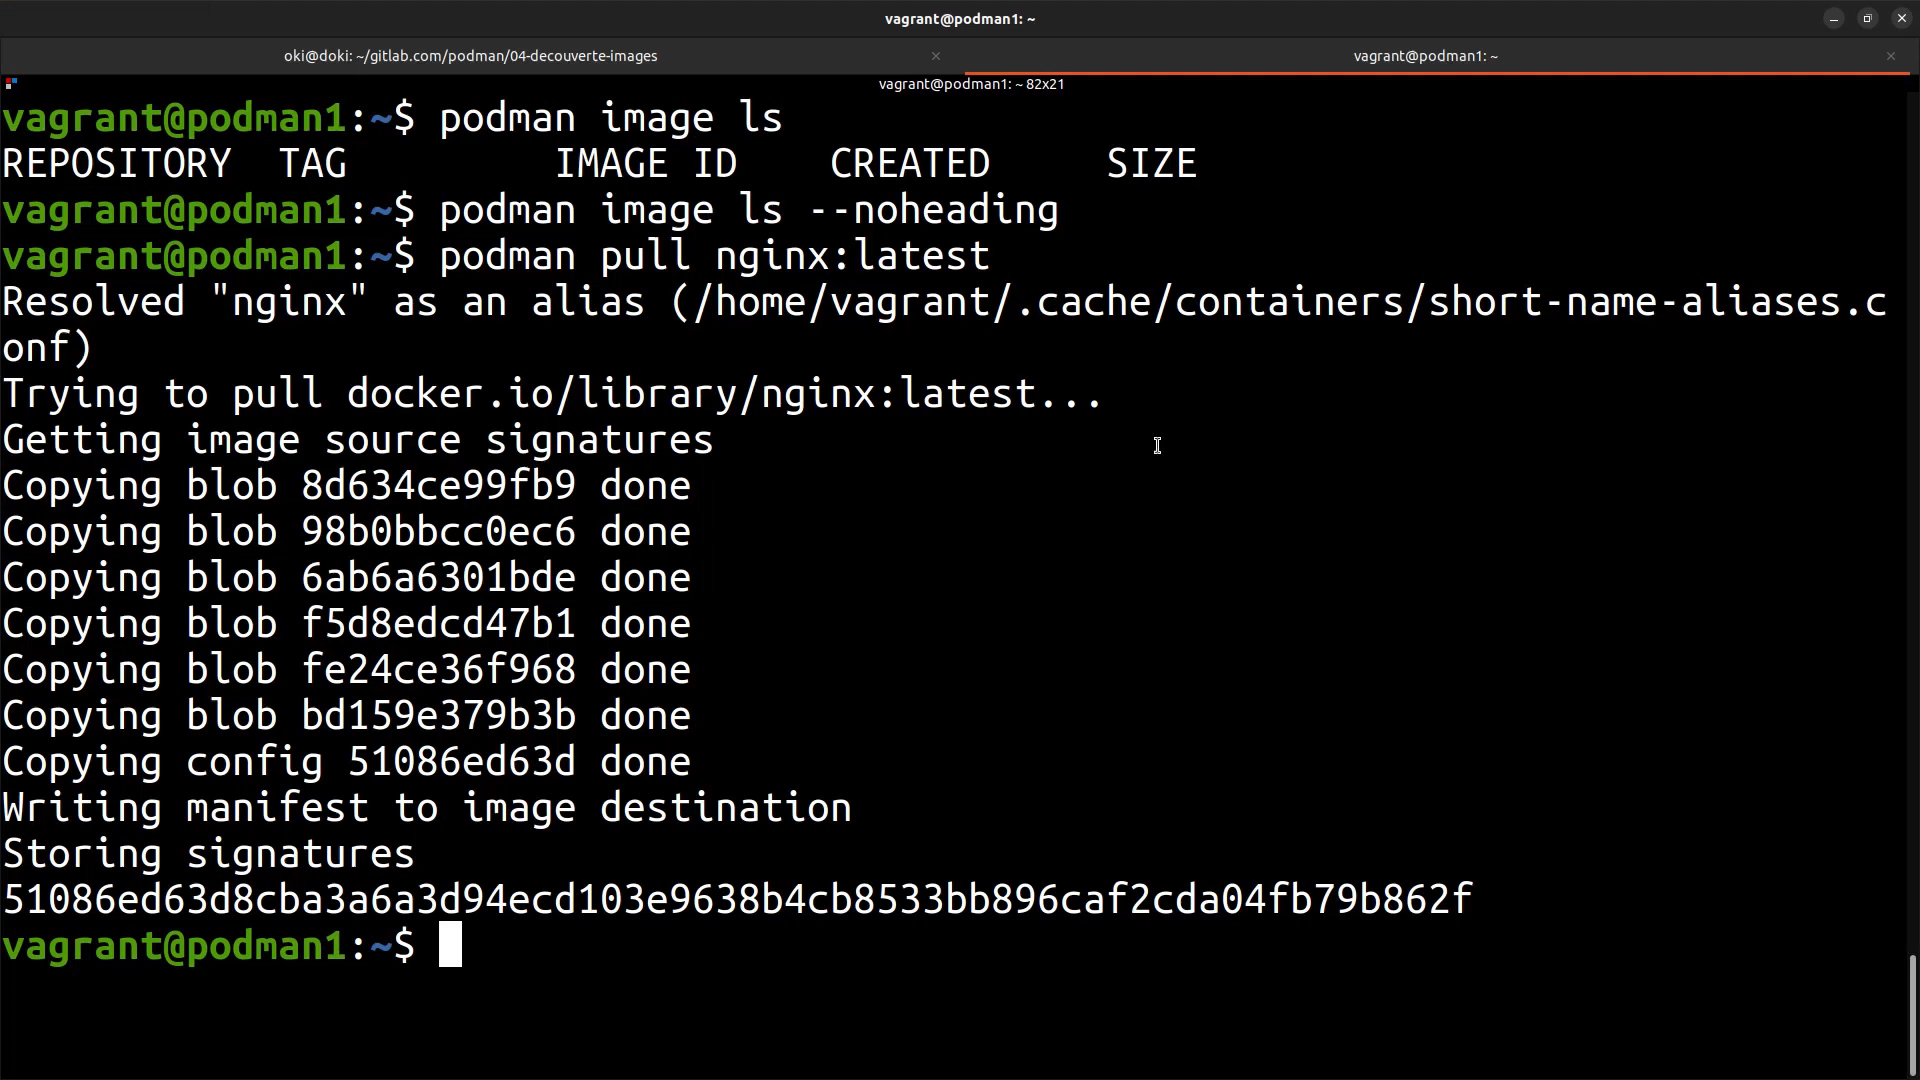 vagrant@podman1: ~
oki@doki: ~/gitlab.com/podman/04-decouverte-images
vagrant@podman1: ~
vagrant@podman1: ~ 82x21
vagrant@podman1:~$ podman image ls
REPOSITORY  TAG         IMAGE ID    CREATED     SIZE
vagrant@podman1:~$ podman image ls --noheading
vagrant@podman1:~$ podman pull nginx:latest
Resolved "nginx" as an alias (/home/vagrant/.cache/containers/short-name-aliases.c
onf)
Trying to pull docker.io/library/nginx:latest...
Getting image source signatures
Copying blob 8d634ce99fb9 done
Copying blob 98b0bbcc0ec6 done
Copying blob 6ab6a6301bde done
Copying blob f5d8edcd47b1 done
Copying blob fe24ce36f968 done
Copying blob bd159e379b3b done
Copying config 51086ed63d done
Writing manifest to image destination
Storing signatures
51086ed63d8cba3a6a3d94ecd103e9638b4cb8533bb896caf2cda04fb79b862f
vagrant@podman1:~$